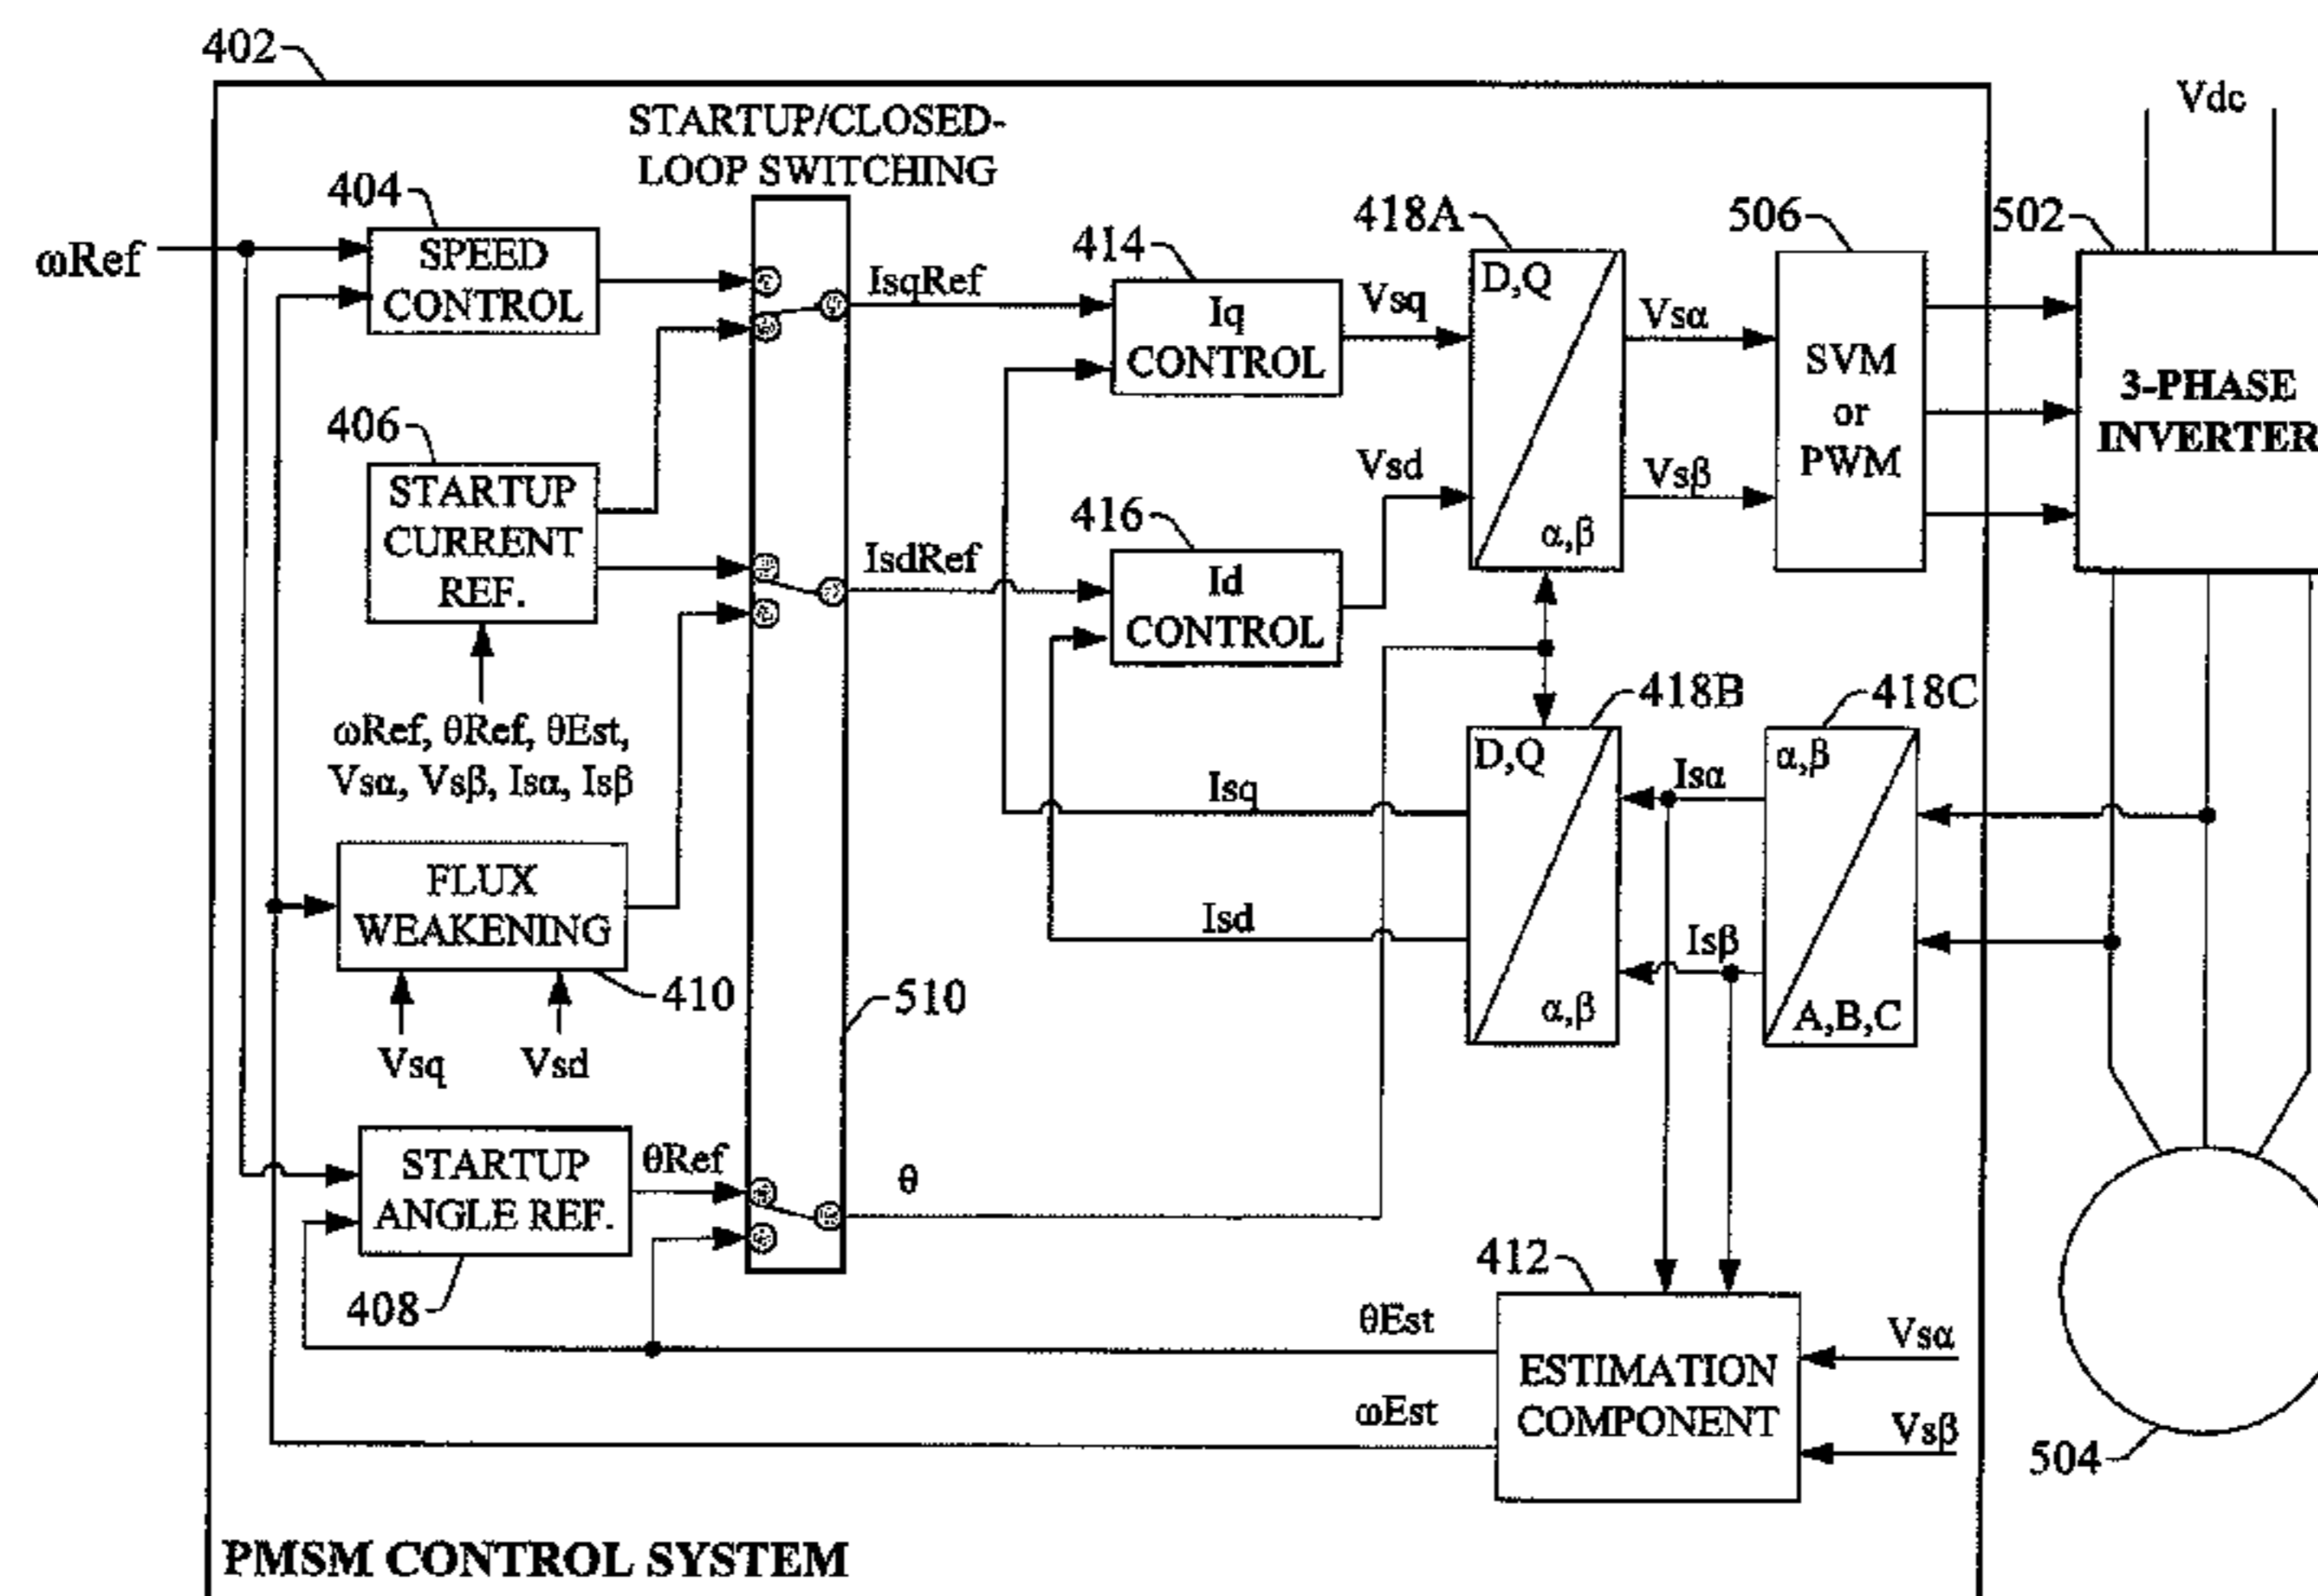 402
Vdc
STARTUP/CLOSED-
LOOP SWITCHING
404
418A
506
502
414
ωRef
SPEED
CONTROL
IsqRef
Iq
CONTROL
Vsq
D,Q
α,β
Vsα
Vsβ
SVM
or
PWM
3-PHASE
INVERTER
406
STARTUP
CURRENT
REF.
Vsd
416
IsdRef
Id
CONTROL
ωRef, θRef, θEst,
Vsα, Vsβ, Isα, Isβ
418B
418C
D,Q
α,β
Isα
α,β
A,B,C
Isq
Isd
Isβ
FLUX
WEAKENING
410
510
Vsq
Vsd
STARTUP
ANGLE REF.
θRef
θ
408
412
θEst
ωEst
ESTIMATION
COMPONENT
Vsα
Vsβ
504
PMSM CONTROL SYSTEM